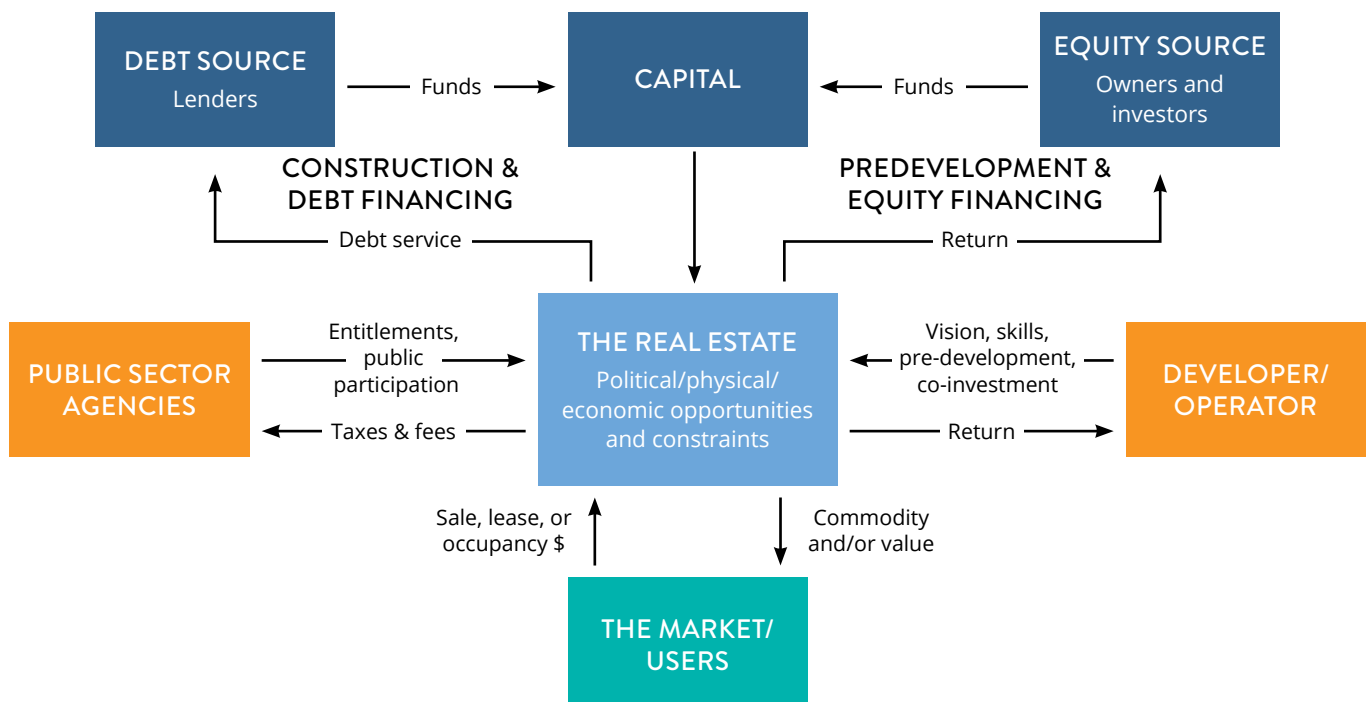 DEBT SOURCE
Lenders
Funds
CAPITAL
Funds
EQUITY SOURCE
Owners and
investors
CONSTRUCTION &
DEBT FINANCING
PREDEVELOPMENT &
EQUITY FINANCING
Debt service
Return
PUBLIC SECTOR
AGENCIES
Entitlements,
public
participation
Taxes & fees
THE REAL ESTATE
Political/physical/
economic opportunities
and constraints
Vision, skills,
pre-development,
co-investment
Return
DEVELOPER/
OPERATOR
Sale, lease, or
occupancy $
Commodity
and/or value
THE MARKET/
USERS